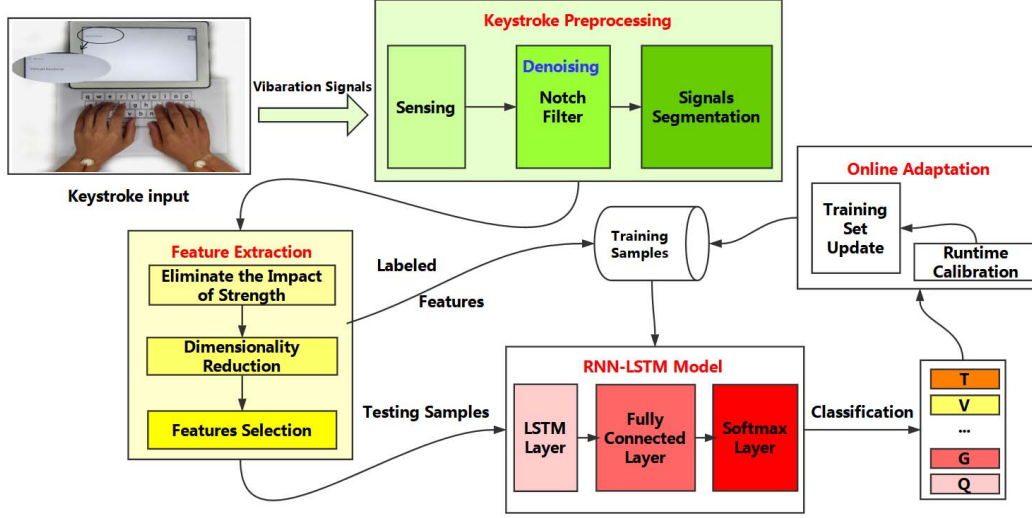 Keystroke Preprocessing
Vibaration Signals
Sensing
Denoising
Notch
Filter
Signals
Segmentation
Keystroke input
Feature Extraction
Eliminate the Impact
of Strength
Dimensionality
Reduction
Features Selection
Labeled
Features
Training
Samples
Online Adaptation
Training
Set
Update
Runtime
Calibration
Testing Samples
RNN-LSTM Model
LSTM
Layer
Fully
Connected
Layer
Softmax
Layer
Classification
T
V
...
G
Q